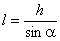 l = h / sin α